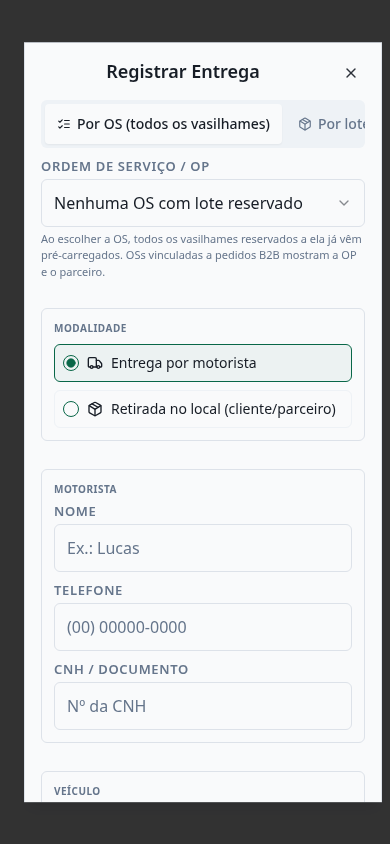 Registrar Entrega
Por OS (todos os vasilhames)
Por lote
ORDEM DE SERVIÇO / OP
Nenhuma OS com lote reservado
Ao escolher a OS, todos os vasilhames reservados a ela já vêm
pré-carregados. OSs vinculadas a pedidos B2B mostram a OP
e o parceiro.
MODALIDADE
Entrega por motorista
Retirada no local (cliente/parceiro)
MOTORISTA
NOME
Ex.: Lucas
TELEFONE
(00) 00000-0000
CNH / DOCUMENTO
Nº da CNH
VEÍCULO